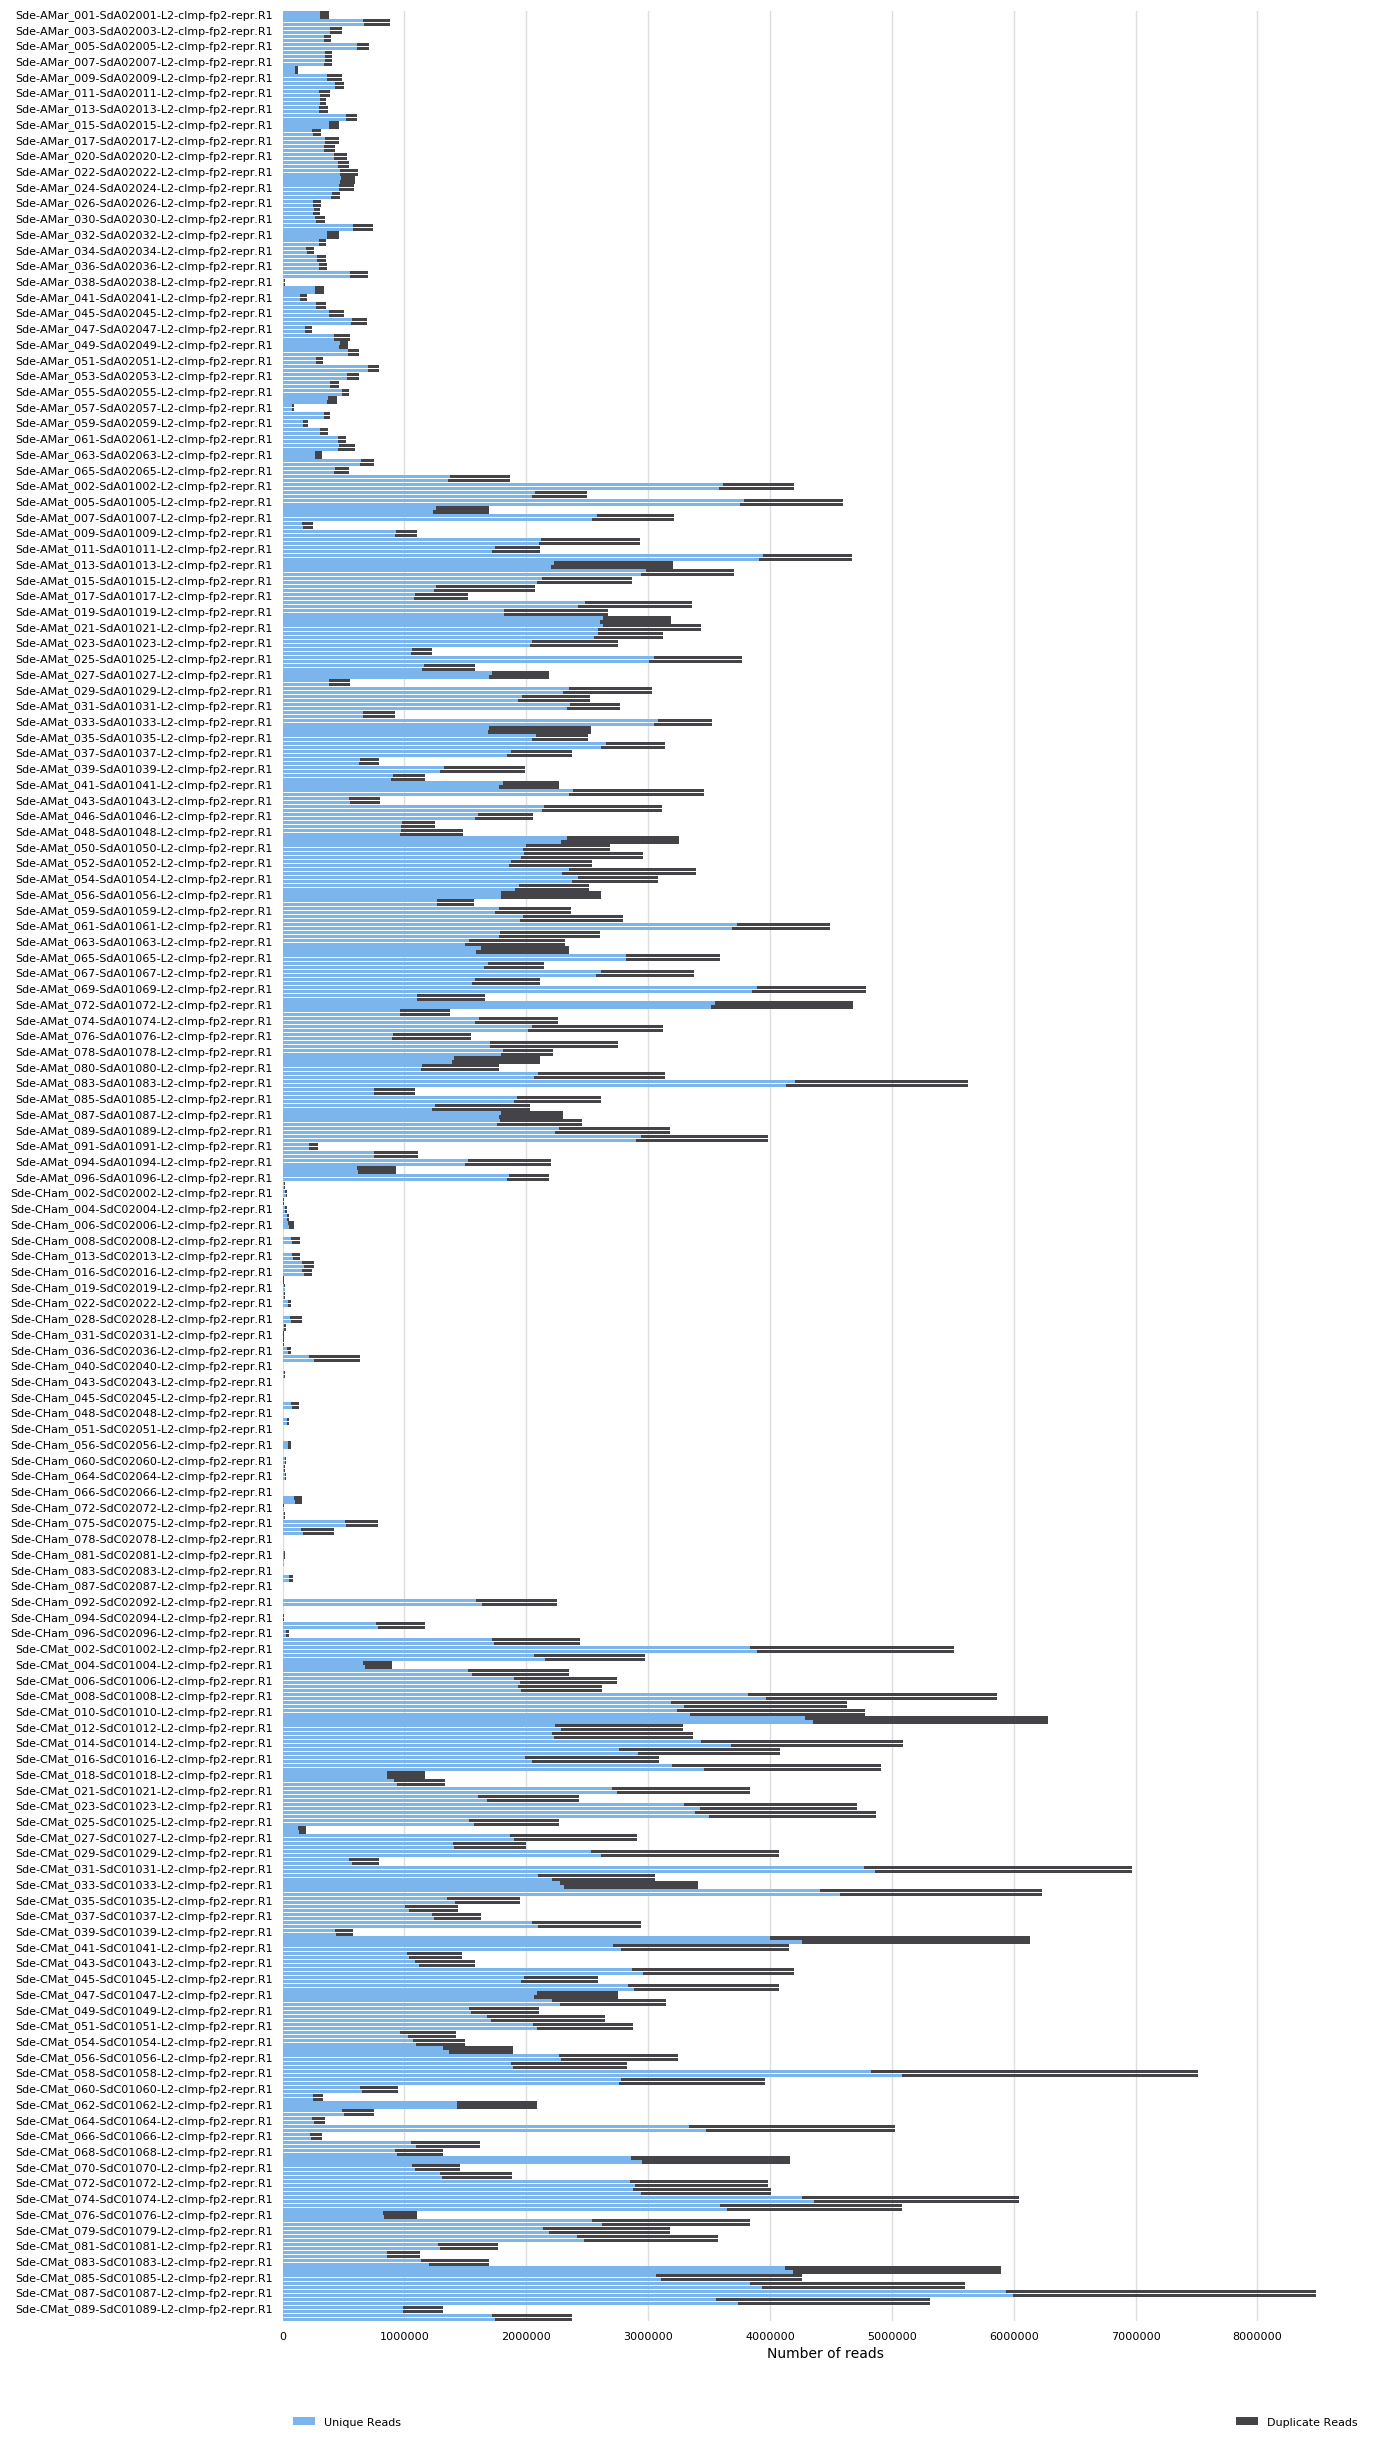 Sde-AMar_001-SdA02001-L2-clmp-fp2-repr.R1
Sde-AMar_003-SdA02003-L2-clmp-fp2-repr.R1
Sde-AMar_005-SdA02005-L2-clmp-fp2-repr.R1
Sde-AMar_007-SdA02007-L2-clmp-fp2-repr.R1
Sde-AMar_009-SdA02009-L2-clmp-fp2-repr.R1
Sde-AMar_011-SdA02011-L2-clmp-fp2-repr.R1
Sde-AMar_013-SdA02013-L2-clmp-fp2-repr.R1
Sde-AMar_015-SdA02015-L2-clmp-fp2-repr.R1
Sde-AMar_017-SdA02017-L2-clmp-fp2-repr.R1
Sde-AMar_020-SdA02020-L2-clmp-fp2-repr.R1
Sde-AMar_022-SdA02022-L2-clmp-fp2-repr.R1
Sde-AMar_024-SdA02024-L2-clmp-fp2-repr.R1
Sde-AMar_026-SdA02026-L2-clmp-fp2-repr.R1
Sde-AMar_030-SdA02030-L2-clmp-fp2-repr.R1
Sde-AMar_032-SdA02032-L2-clmp-fp2-repr.R1
Sde-AMar_034-SdA02034-L2-clmp-fp2-repr.R1
Sde-AMar_036-SdA02036-L2-clmp-fp2-repr.R1
Sde-AMar_038-SdA02038-L2-clmp-fp2-repr.R1
Sde-AMar_041-SdA02041-L2-clmp-fp2-repr.R1
Sde-AMar_045-SdA02045-L2-clmp-fp2-repr.R1
Sde-AMar_047-SdA02047-L2-clmp-fp2-repr.R1
Sde-AMar_049-SdA02049-L2-clmp-fp2-repr.R1
Sde-AMar_051-SdA02051-L2-clmp-fp2-repr.R1
Sde-AMar_053-SdA02053-L2-clmp-fp2-repr.R1
Sde-AMar_055-SdA02055-L2-clmp-fp2-repr.R1
Sde-AMar_057-SdA02057-L2-clmp-fp2-repr.R1
Sde-AMar_059-SdA02059-L2-clmp-fp2-repr.R1
Sde-AMar_061-SdA02061-L2-clmp-fp2-repr.R1
Sde-AMar_063-SdA02063-L2-clmp-fp2-repr.R1
Sde-AMar_065-SdA02065-L2-clmp-fp2-repr.R1
Sde-AMat_002-SdA01002-L2-clmp-fp2-repr.R1
Sde-AMat_005-SdA01005-L2-clmp-fp2-repr.R1
Sde-AMat_007-SdA01007-L2-clmp-fp2-repr.R1
Sde-AMat_009-SdA01009-L2-clmp-fp2-repr.R1
Sde-AMat_011-SdA01011-L2-clmp-fp2-repr.R1
Sde-AMat_013-SdA01013-L2-clmp-fp2-repr.R1
Sde-AMat_015-SdA01015-L2-clmp-fp2-repr.R1
Sde-AMat_017-SdA01017-L2-clmp-fp2-repr.R1
Sde-AMat_019-SdA01019-L2-clmp-fp2-repr.R1
Sde-AMat_021-SdA01021-L2-clmp-fp2-repr.R1
Sde-AMat_023-SdA01023-L2-clmp-fp2-repr.R1
Sde-AMat_025-SdA01025-L2-clmp-fp2-repr.R1
Sde-AMat_027-SdA01027-L2-clmp-fp2-repr.R1
Sde-AMat_029-SdA01029-L2-clmp-fp2-repr.R1
Sde-AMat_031-SdA01031-L2-clmp-fp2-repr.R1
Sde-AMat_033-SdA01033-L2-clmp-fp2-repr.R1
Sde-AMat_035-SdA01035-L2-clmp-fp2-repr.R1
Sde-AMat_037-SdA01037-L2-clmp-fp2-repr.R1
Sde-AMat_039-SdA01039-L2-clmp-fp2-repr.R1
Sde-AMat_041-SdA01041-L2-clmp-fp2-repr.R1
Sde-AMat_043-SdA01043-L2-clmp-fp2-repr.R1
Sde-AMat_046-SdA01046-L2-clmp-fp2-repr.R1
Sde-AMat_048-SdA01048-L2-clmp-fp2-repr.R1
Sde-AMat_050-SdA01050-L2-clmp-fp2-repr.R1
Sde-AMat_052-SdA01052-L2-clmp-fp2-repr.R1
Sde-AMat_054-SdA01054-L2-clmp-fp2-repr.R1
Sde-AMat_056-SdA01056-L2-clmp-fp2-repr.R1
Sde-AMat_059-SdA01059-L2-clmp-fp2-repr.R1
Sde-AMat_061-SdA01061-L2-clmp-fp2-repr.R1
Sde-AMat_063-SdA01063-L2-clmp-fp2-repr.R1
Sde-AMat_065-SdA01065-L2-clmp-fp2-repr.R1
Sde-AMat_067-SdA01067-L2-clmp-fp2-repr.R1
Sde-AMat_069-SdA01069-L2-clmp-fp2-repr.R1
Sde-AMat_072-SdA01072-L2-clmp-fp2-repr.R1
Sde-AMat_074-SdA01074-L2-clmp-fp2-repr.R1
Sde-AMat_076-SdA01076-L2-clmp-fp2-repr.R1
Sde-AMat_078-SdA01078-L2-clmp-fp2-repr.R1
Sde-AMat_080-SdA01080-L2-clmp-fp2-repr.R1
Sde-AMat_083-SdA01083-L2-clmp-fp2-repr.R1
Sde-AMat_085-SdA01085-L2-clmp-fp2-repr.R1
Sde-AMat_087-SdA01087-L2-clmp-fp2-repr.R1
Sde-AMat_089-SdA01089-L2-clmp-fp2-repr.R1
Sde-AMat_091-SdA01091-L2-clmp-fp2-repr.R1
Sde-AMat_094-SdA01094-L2-clmp-fp2-repr.R1
Sde-AMat_096-SdA01096-L2-clmp-fp2-repr.R1
Sde-CHam_002-SdC02002-L2-clmp-fp2-repr.R1
Sde-CHam_004-SdC02004-L2-clmp-fp2-repr.R1
Sde-CHam_006-SdC02006-L2-clmp-fp2-repr.R1
Sde-CHam_008-SdC02008-L2-clmp-fp2-repr.R1
Sde-CHam_013-SdC02013-L2-clmp-fp2-repr.R1
Sde-CHam_016-SdC02016-L2-clmp-fp2-repr.R1
Sde-CHam_019-SdC02019-L2-clmp-fp2-repr.R1
Sde-CHam_022-SdC02022-L2-clmp-fp2-repr.R1
Sde-CHam_028-SdC02028-L2-clmp-fp2-repr.R1
Sde-CHam_031-SdC02031-L2-clmp-fp2-repr.R1
Sde-CHam_036-SdC02036-L2-clmp-fp2-repr.R1
Sde-CHam_040-SdC02040-L2-clmp-fp2-repr.R1
Sde-CHam_043-SdC02043-L2-clmp-fp2-repr.R1
Sde-CHam_045-SdC02045-L2-clmp-fp2-repr.R1
Sde-CHam_048-SdC02048-L2-clmp-fp2-repr.R1
Sde-CHam_051-SdC02051-L2-clmp-fp2-repr.R1
Sde-CHam_056-SdC02056-L2-clmp-fp2-repr.R1
Sde-CHam_060-SdC02060-L2-clmp-fp2-repr.R1
Sde-CHam_064-SdC02064-L2-clmp-fp2-repr.R1
Sde-CHam_066-SdC02066-L2-clmp-fp2-repr.R1
Sde-CHam_072-SdC02072-L2-clmp-fp2-repr.R1
Sde-CHam_075-SdC02075-L2-clmp-fp2-repr.R1
Sde-CHam_078-SdC02078-L2-clmp-fp2-repr.R1
Sde-CHam_081-SdC02081-L2-clmp-fp2-repr.R1
Sde-CHam_083-SdC02083-L2-clmp-fp2-repr.R1
Sde-CHam_087-SdC02087-L2-clmp-fp2-repr.R1
Sde-CHam_092-SdC02092-L2-clmp-fp2-repr.R1
Sde-CHam_094-SdC02094-L2-clmp-fp2-repr.R1
Sde-CHam_096-SdC02096-L2-clmp-fp2-repr.R1
Sde-CMat_002-SdC01002-L2-clmp-fp2-repr.R1
Sde-CMat_004-SdC01004-L2-clmp-fp2-repr.R1
Sde-CMat_006-SdC01006-L2-clmp-fp2-repr.R1
Sde-CMat_008-SdC01008-L2-clmp-fp2-repr.R1
Sde-CMat_010-SdC01010-L2-clmp-fp2-repr.R1
Sde-CMat_012-SdC01012-L2-clmp-fp2-repr.R1
Sde-CMat_014-SdC01014-L2-clmp-fp2-repr.R1
Sde-CMat_016-SdC01016-L2-clmp-fp2-repr.R1
Sde-CMat_018-SdC01018-L2-clmp-fp2-repr.R1
Sde-CMat_021-SdC01021-L2-clmp-fp2-repr.R1
Sde-CMat_023-SdC01023-L2-clmp-fp2-repr.R1
Sde-CMat_025-SdC01025-L2-clmp-fp2-repr.R1
Sde-CMat_027-SdC01027-L2-clmp-fp2-repr.R1
Sde-CMat_029-SdC01029-L2-clmp-fp2-repr.R1
Sde-CMat_031-SdC01031-L2-clmp-fp2-repr.R1
Sde-CMat_033-SdC01033-L2-clmp-fp2-repr.R1
Sde-CMat_035-SdC01035-L2-clmp-fp2-repr.R1
Sde-CMat_037-SdC01037-L2-clmp-fp2-repr.R1
Sde-CMat_039-SdC01039-L2-clmp-fp2-repr.R1
Sde-CMat_041-SdC01041-L2-clmp-fp2-repr.R1
Sde-CMat_043-SdC01043-L2-clmp-fp2-repr.R1
Sde-CMat_045-SdC01045-L2-clmp-fp2-repr.R1
Sde-CMat_047-SdC01047-L2-clmp-fp2-repr.R1
Sde-CMat_049-SdC01049-L2-clmp-fp2-repr.R1
Sde-CMat_051-SdC01051-L2-clmp-fp2-repr.R1
Sde-CMat_054-SdC01054-L2-clmp-fp2-repr.R1
Sde-CMat_056-SdC01056-L2-clmp-fp2-repr.R1
Sde-CMat_058-SdC01058-L2-clmp-fp2-repr.R1
Sde-CMat_060-SdC01060-L2-clmp-fp2-repr.R1
Sde-CMat_062-SdC01062-L2-clmp-fp2-repr.R1
Sde-CMat_064-SdC01064-L2-clmp-fp2-repr.R1
Sde-CMat_066-SdC01066-L2-clmp-fp2-repr.R1
Sde-CMat_068-SdC01068-L2-clmp-fp2-repr.R1
Sde-CMat_070-SdC01070-L2-clmp-fp2-repr.R1
Sde-CMat_072-SdC01072-L2-clmp-fp2-repr.R1
Sde-CMat_074-SdC01074-L2-clmp-fp2-repr.R1
Sde-CMat_076-SdC01076-L2-clmp-fp2-repr.R1
Sde-CMat_079-SdC01079-L2-clmp-fp2-repr.R1
Sde-CMat_081-SdC01081-L2-clmp-fp2-repr.R1
Sde-CMat_083-SdC01083-L2-clmp-fp2-repr.R1
Sde-CMat_085-SdC01085-L2-clmp-fp2-repr.R1
Sde-CMat_087-SdC01087-L2-clmp-fp2-repr.R1
Sde-CMat_089-SdC01089-L2-clmp-fp2-repr.R1
0 1000000 2000000 3000000 4000000 5000000 6000000 7000000 8000000
Number of reads
Unique Reads Duplicate Reads